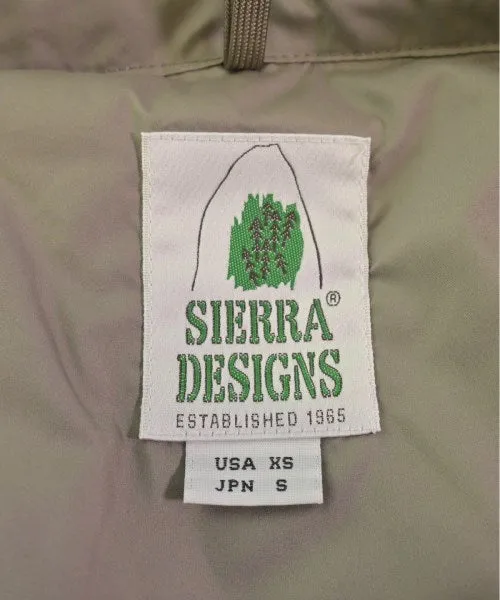 SIERRA®
DESIGNS
ESTABLISHED 1965
USA XS
JPN S